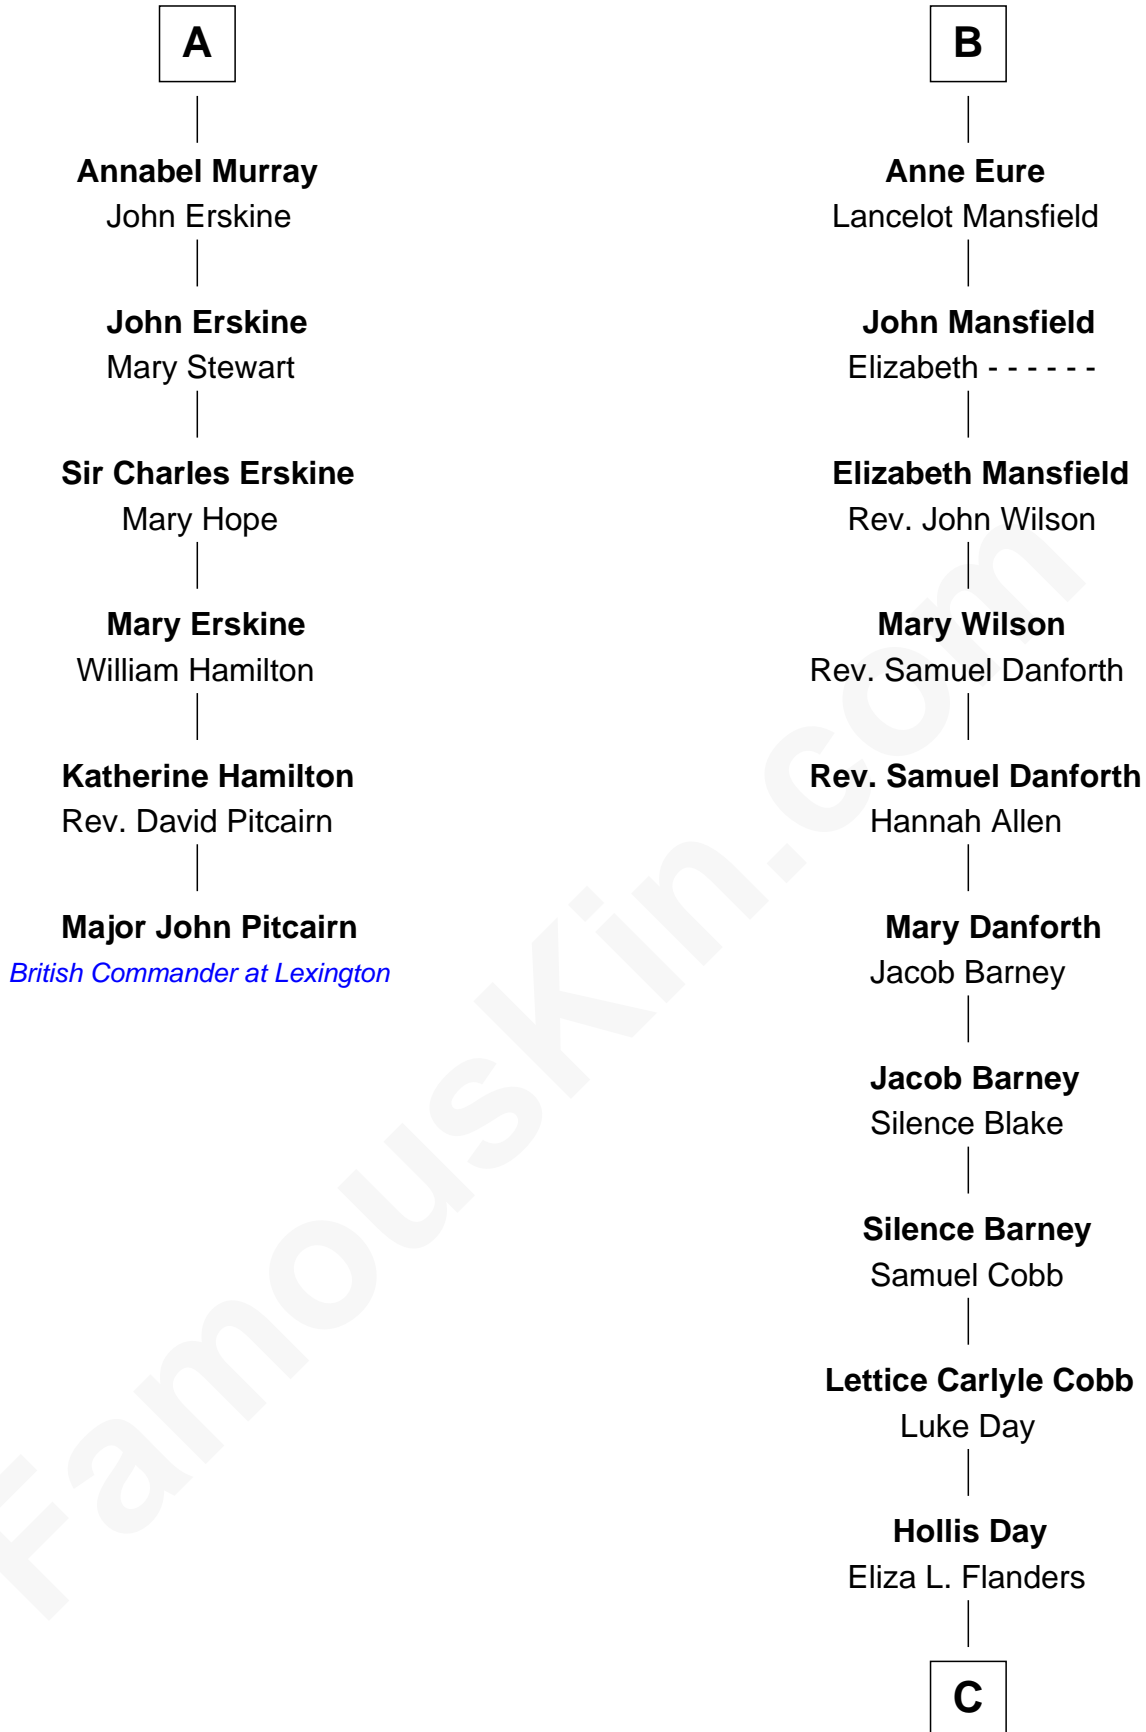 A
Annabel Murray
John Erskine
John Erskine
Mary Stewart
Sir Charles Erskine
Mary Hope
Mary Erskine
William Hamilton
Katherine Hamilton
Rev. David Pitcairn
Major John Pitcairn
British Commander at Lexington
B
Anne Eure
Lancelot Mansfield
John Mansfield
Elizabeth - - - - - -
Elizabeth Mansfield
Rev. John Wilson
Mary Wilson
Rev. Samuel Danforth
Rev. Samuel Danforth
Hannah Allen
Mary Danforth
Jacob Barney
Jacob Barney
Silence Blake
Silence Barney
Samuel Cobb
Lettice Carlyle Cobb
Luke Day
Hollis Day
Eliza L. Flanders
C
FamousKin.com